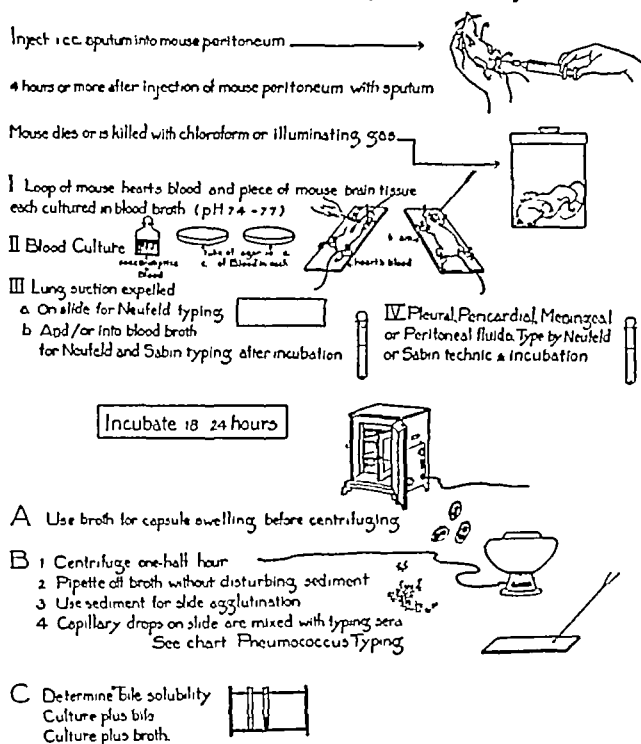 Inject 1 c.c. sputum into mouse peritoneum
4 hours or more after injection of mouse peritoneum with sputum
Mouse dies or is killed with chloroform or illuminating gas
I Loop of mouse hearts blood and piece of mouse brain tissue
each cultured in blood broth (pH 7 4 - 7 7)
II Blood Culture
Blood
of Blood in each
hearts blood
III Lung suction expelled
a On slide for Neufeld typing
b And/or into blood broth
for Neufeld and Sabin typing after incubation
IV Pleural, Pericardial, Meningeal
or Peritoneal fluids. Type by Neufeld
or Sabin technic & incubation
Incubate 18 24 hours
A Use broth for capsule swelling before centrifuging
B 1 Centrifuge one-half hour
2 Pipette off broth without disturbing sediment
3 Use sediment for slide agglutination
4 Capillary drops on slide are mixed with typing sera
See chart Pneumococcus Typing
C Determine bile solubility
Culture plus bile
Culture plus broth.